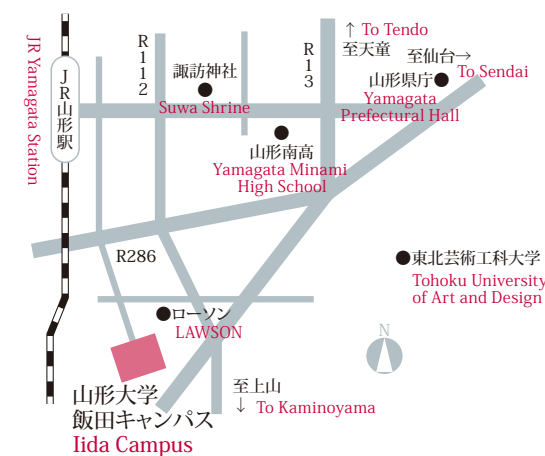 ↑ To Tendo
至天童
至仙台→
To Sendai
R112
R13
諏訪神社
Suwa Shrine
山形県庁
Yamagata
Prefectural Hall
JR山形駅
JR Yamagata Station
山形南高
Yamagata Minami
High School
R286
東北芸術工科大学
Tohoku University
of Art and Design
ローソン
LAWSON
N
至上山
↓ To Kaminoyama
山形大学
飯田キャンパス
Iida Campus